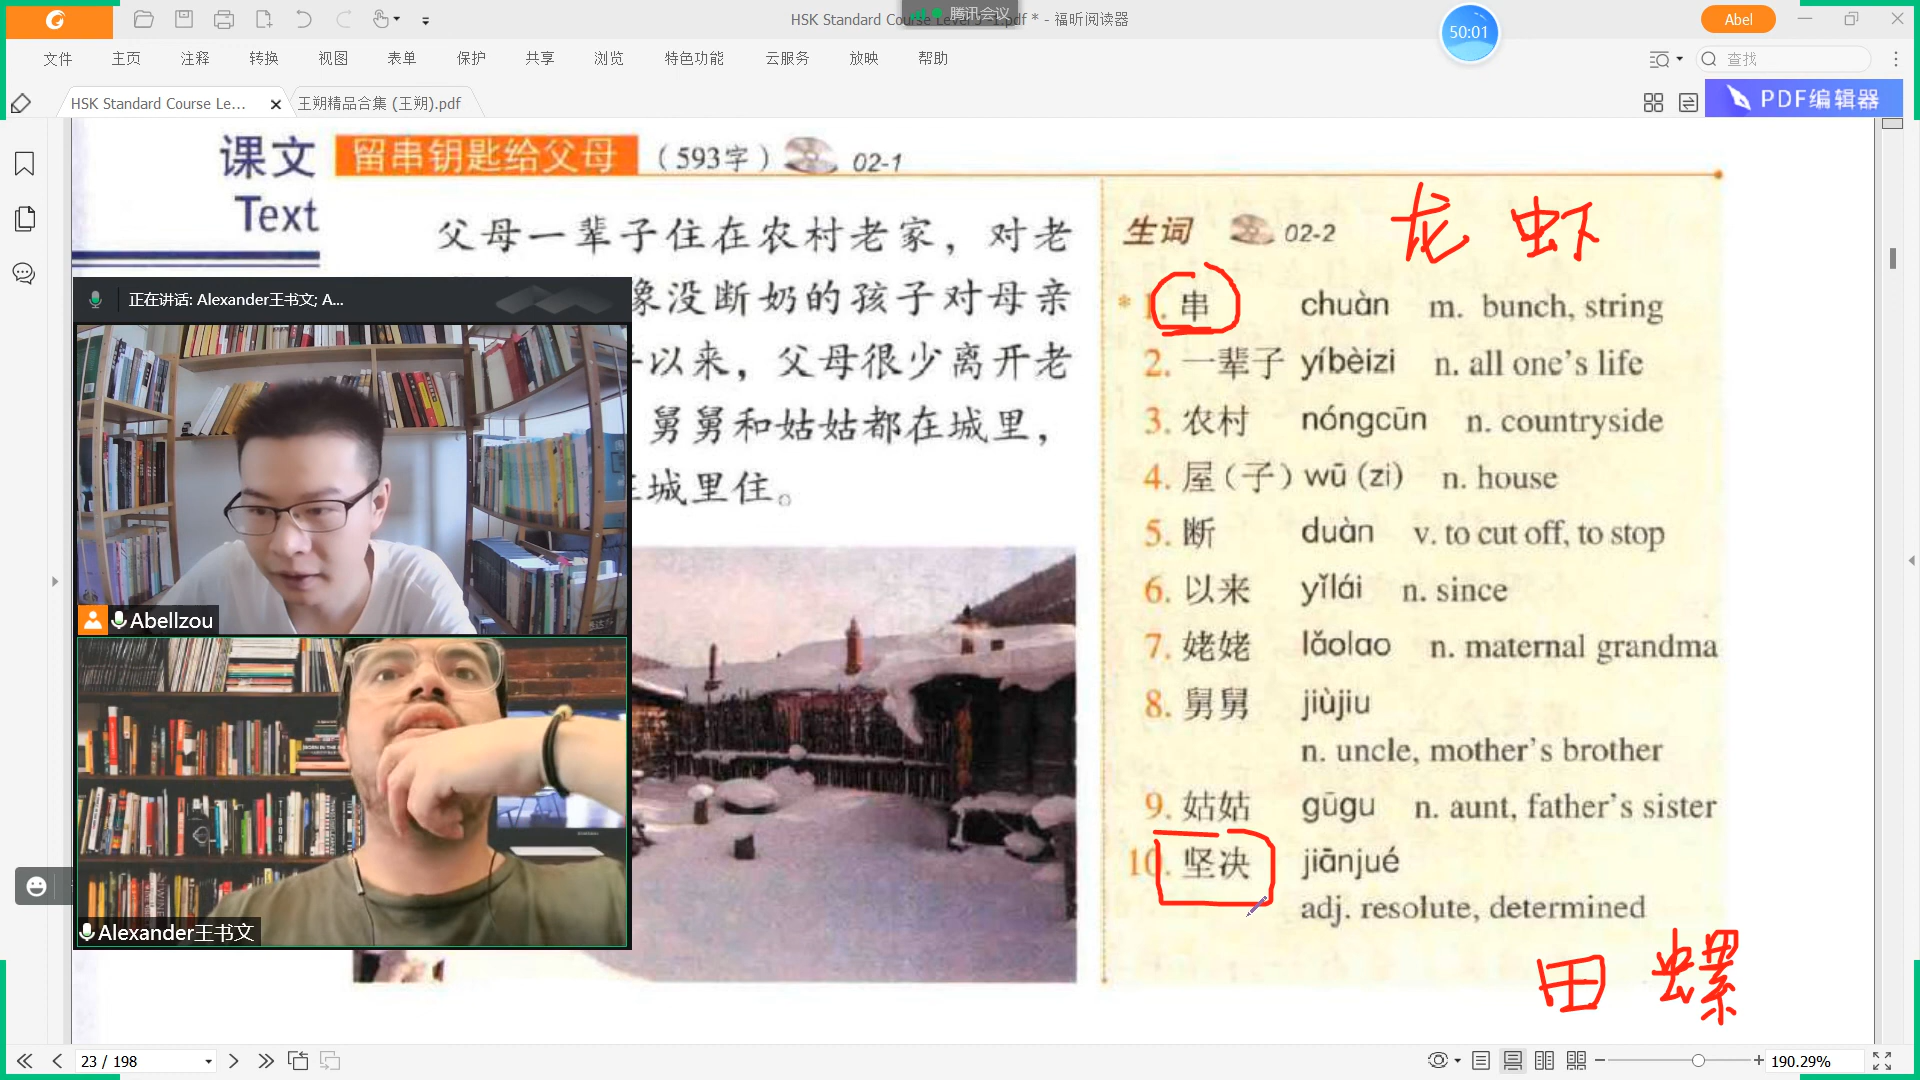 HSK Standard Course Le
.pdf * - 福昕阅读器
腾讯会议
50:01
Abel
文件 主页 注释 转换 视图 表单 保护 共享 浏览 特色功能 云服务 放映 帮助
查找
HSK Standard Course Le...
王朔精品合集 (王朔).pdf
PDF编辑器
课文 留串钥匙给父母 （593字） 02-1
Text
父母一辈子住在农村老家，对老
像没断奶的孩子对母亲
以来，父母很少离开老
舅舅和姑姑都在城里，
城里住。
正在讲话: Alexander王书文; A...
Abellzou
Alexander王书文
生词 02-2
龙虾
* 1. 串 chuàn m. bunch, string
2. 一辈子 yíbèizi n. all one's life
3. 农村 nóngcūn n. countryside
4. 屋（子）wū (zi) n. house
5. 断 duàn v. to cut off, to stop
6. 以来 yǐlái n. since
7. 姥姥 lǎolao n. maternal grandma
8. 舅舅 jiùjiu
n. uncle, mother's brother
9. 姑姑 gūgu n. aunt, father's sister
10. 坚决 jiānjué
adj. resolute, determined
田螺
23 / 198
190.29%